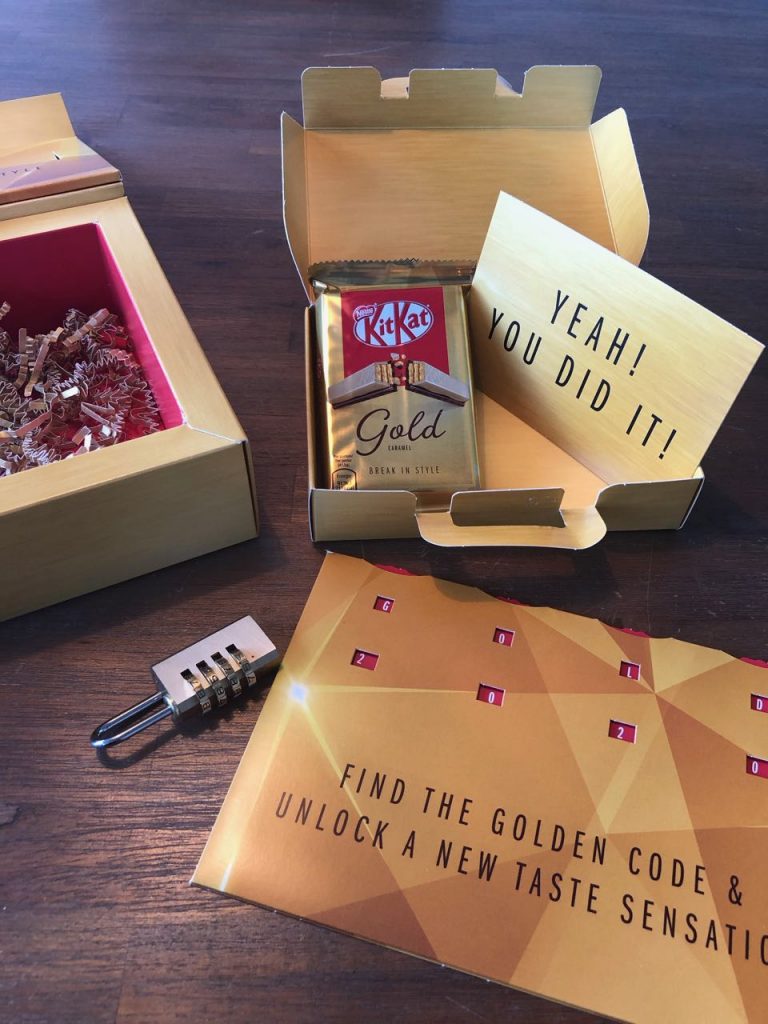 TYLE
YEAH!
YOU DID IT!
Nestlé
KitKat
Gold
CARAMEL
BREAK IN STYLE
G O L D
2 0 2 0
FIND THE GOLDEN CODE &
UNLOCK A NEW TASTE SENSATIO